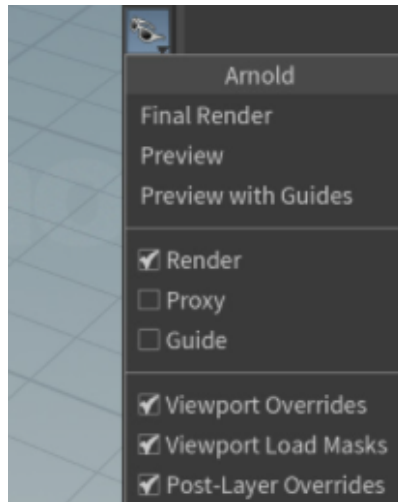 Arnold
Final Render
Preview
Preview with Guides
Render
Proxy
Guide
Viewport Overrides
Viewport Load Masks
Post-Layer Overrides